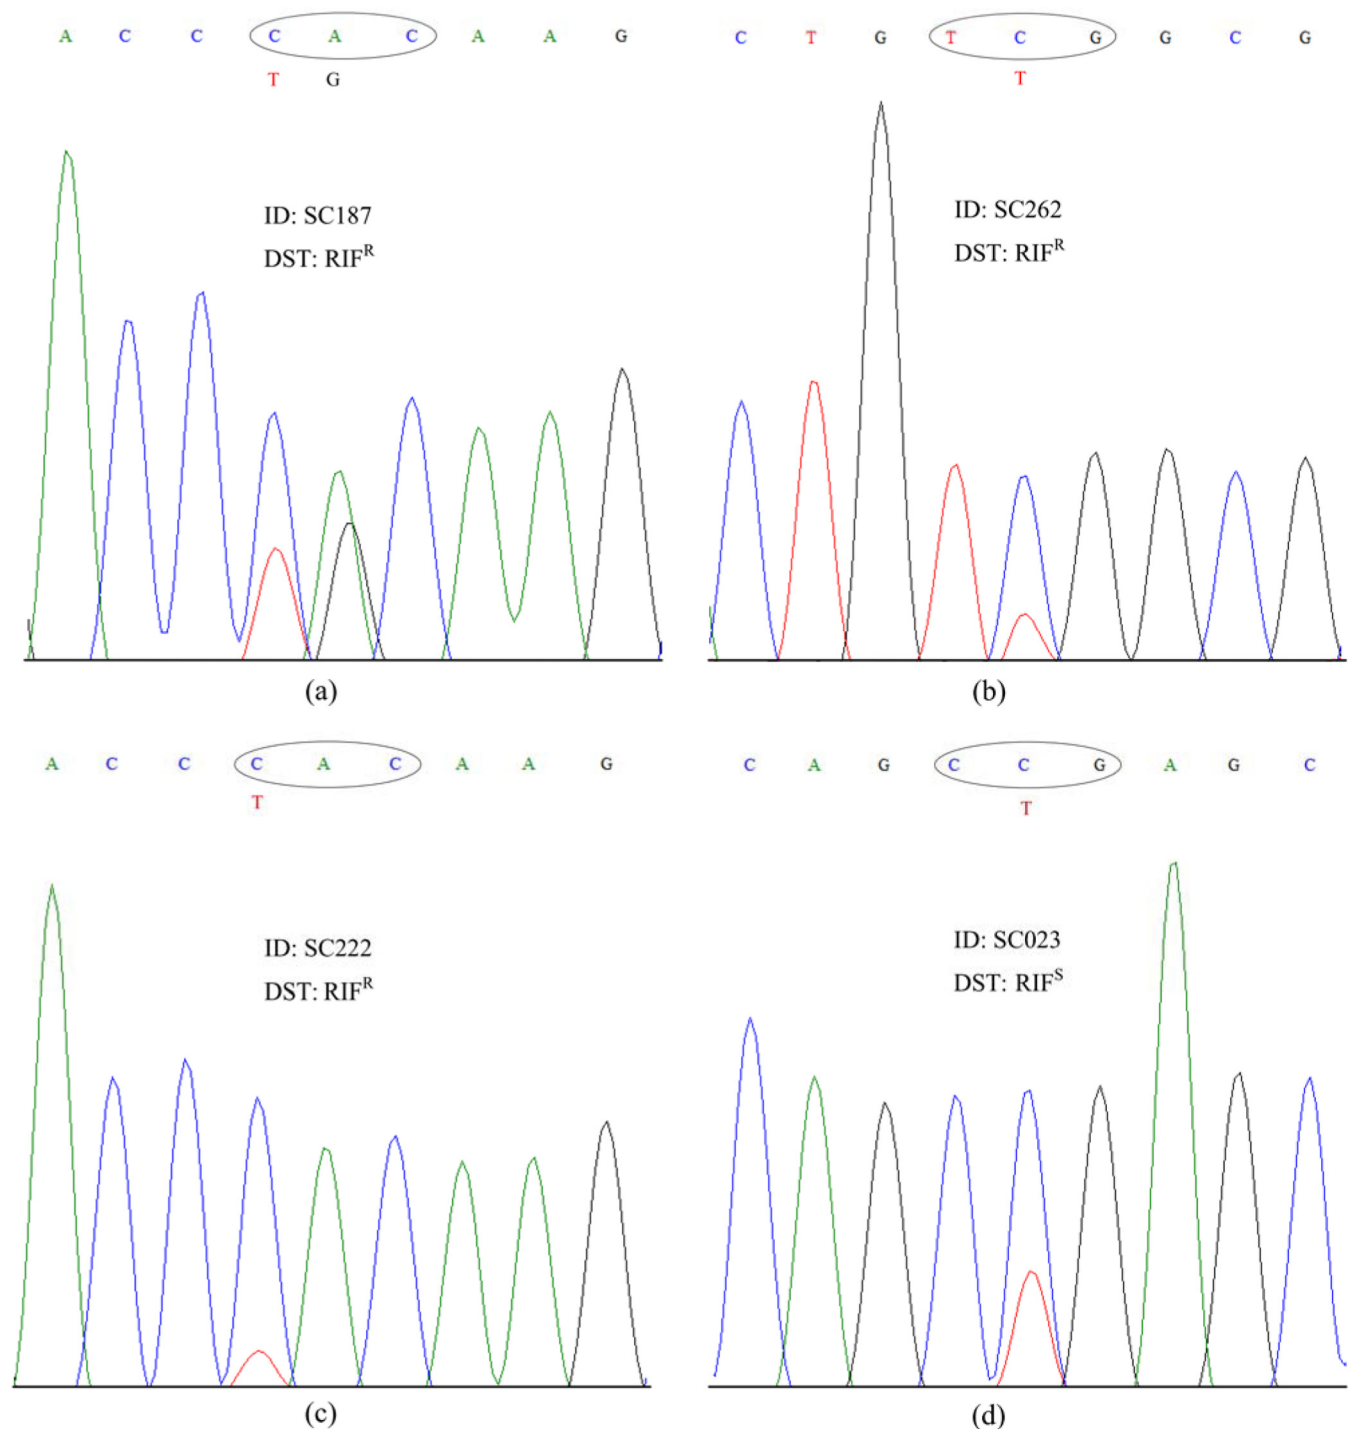 A C C C A C A A G
T G
ID: SC187
DST: RIF^R
(a)
C T G T C G G C G
T
ID: SC262
DST: RIF^R
(b)
A C C C A C A A G
T
ID: SC222
DST: RIF^R
(c)
C A G C C G A G C
T
ID: SC023
DST: RIF^S
(d)